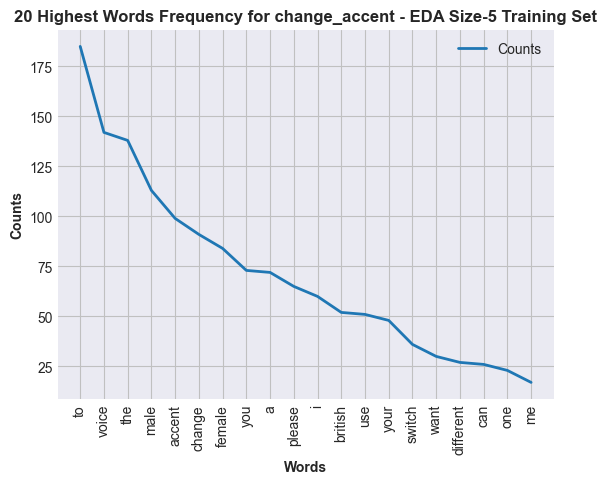 20 Highest Words Frequency for change_accent - EDA Size-5 Training Set
Counts
175
150
125
100
75
50
25
Counts
to
voice
the
male
accent
change
female
you
a
please
i
british
use
your
switch
want
different
can
one
me
Words